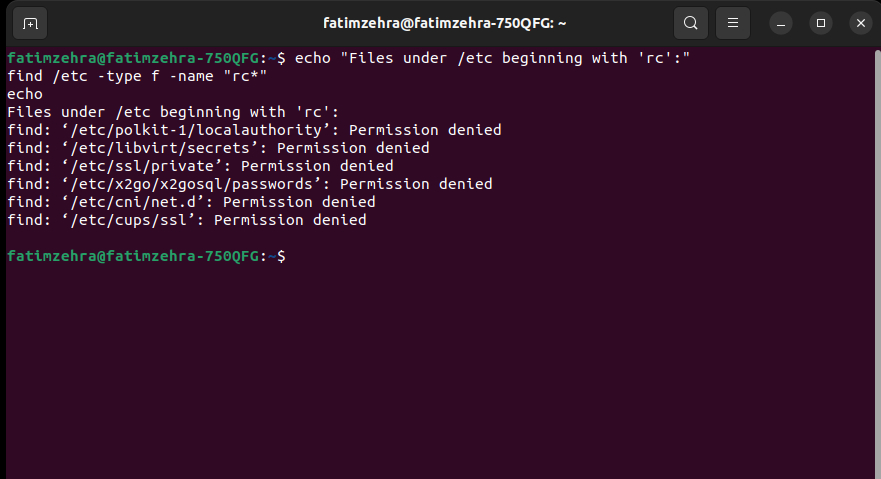 fatimzehra@fatimzehra-750QFG: ~
fatimzehra@fatimzehra-750QFG:~$ echo "Files under /etc beginning with 'rc':"
find /etc -type f -name "rc*"
echo
Files under /etc beginning with 'rc':
find: ‘/etc/polkit-1/localauthority’: Permission denied
find: ‘/etc/libvirt/secrets’: Permission denied
find: ‘/etc/ssl/private’: Permission denied
find: ‘/etc/x2go/x2gosql/passwords’: Permission denied
find: ‘/etc/cni/net.d’: Permission denied
find: ‘/etc/cups/ssl’: Permission denied
fatimzehra@fatimzehra-750QFG:~$